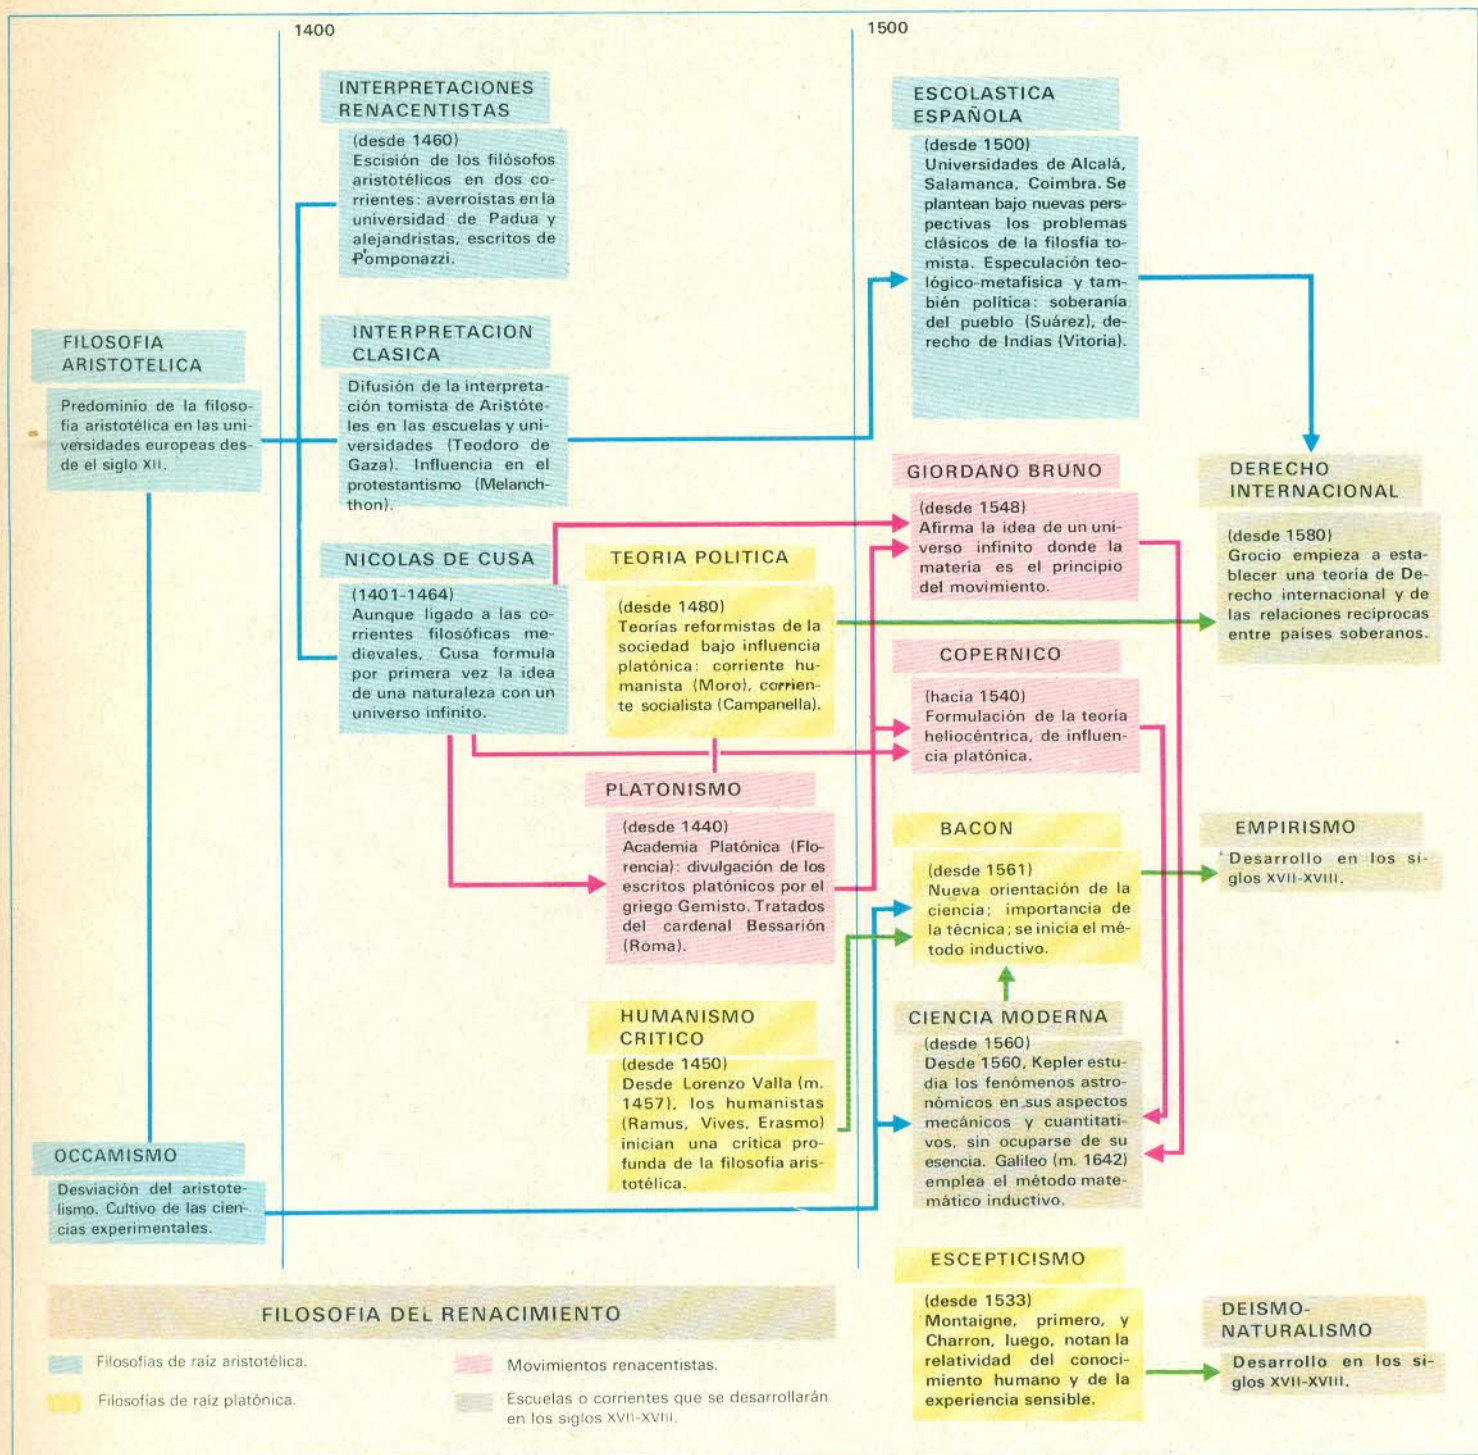 1400
1500
INTERPRETACIONES
RENACENTISTAS
(desde 1460)
Escisión de los filósofos
aristotélicos en dos co-
rrientes: averroístas en la
universidad de Padua y
alejandristas, escritos de
Pomponazzi.
ESCOLASTICA
ESPAÑOLA
(desde 1500)
Universidades de Alcalá,
Salamanca, Coimbra. Se
plantean bajo nuevas pers-
pectivas los problemas
clásicos de la filosfía to-
mista. Especulación teo-
lógico-metafísica y tam-
bién política: soberanía
del pueblo (Suárez), de-
recho de Indias (Vitoria).
FILOSOFIA
ARISTOTELICA
Predominio de la filoso-
fía aristotélica en las uni-
versidades europeas des-
de el siglo XII.
INTERPRETACION
CLASICA
Difusión de la interpreta-
ción tomista de Aristóte-
les en las escuelas y uni-
versidades (Teodoro de
Gaza). Influencia en el
protestantismo (Melanch-
thon).
GIORDANO BRUNO
(desde 1548)
Afirma la idea de un uni-
verso infinito donde la
materia es el principio
del movimiento.
DERECHO
INTERNACIONAL
(desde 1580)
Grocio empieza a esta-
blecer una teoría de De-
recho internacional y de
las relaciones recíprocas
entre países soberanos.
NICOLAS DE CUSA
(1401-1464)
Aunque ligado a las co-
rrientes filosóficas me-
dievales, Cusa formula
por primera vez la idea
de una naturaleza con un
universo infinito.
TEORIA POLITICA
(desde 1480)
Teorías reformistas de la
sociedad bajo influencia
platónica: corriente hu-
manista (Moro), corrien-
te socialista (Campanella).
COPERNICO
(hacia 1540)
Formulación de la teoría
heliocéntrica, de influen-
cia platónica.
PLATONISMO
(desde 1440)
Academia Platónica (Flo-
rencia): divulgación de los
escritos platónicos por el
griego Gemisto. Tratados
del cardenal Bessarión
(Roma).
BACON
(desde 1561)
Nueva orientación de la
ciencia; importancia de
la técnica; se inicia el mé-
todo inductivo.
EMPIRISMO
Desarrollo en los si-
glos XVII-XVIII.
HUMANISMO
CRITICO
(desde 1450)
Desde Lorenzo Valla (m.
1457), los humanistas
(Ramus, Vives, Erasmo)
inician una crítica pro-
funda de la filosofía aris-
totélica.
CIENCIA MODERNA
(desde 1560)
Desde 1560, Kepler estu-
dia los fenómenos astro-
nómicos en sus aspectos
mecánicos y cuantitati-
vos, sin ocuparse de su
esencia. Galileo (m. 1642)
emplea el método mate-
mático inductivo.
OCCAMISMO
Desviación del aristote-
lismo. Cultivo de las cien-
cias experimentales.
ESCEPTICISMO
(desde 1533)
Montaigne, primero, y
Charron, luego, notan la
relatividad del conoci-
miento humano y de la
experiencia sensible.
DEISMO-
NATURALISMO
Desarrollo en los si-
glos XVII-XVIII.
FILOSOFIA DEL RENACIMIENTO
Filosofías de raíz aristotélica.
Filosofías de raíz platónica.
Movimientos renacentistas.
Escuelas o corrientes que se desarrollarán
en los siglos XVII-XVIII.